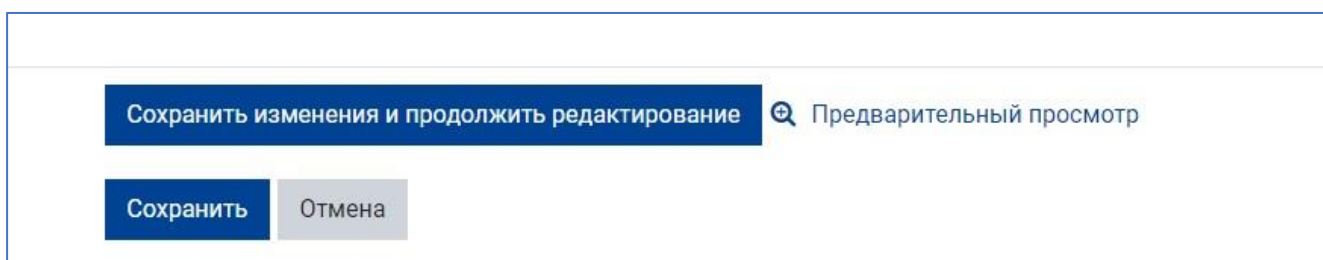 Сохранить изменения и продолжить редактирование Предварительный просмотр
Сохранить Отмена